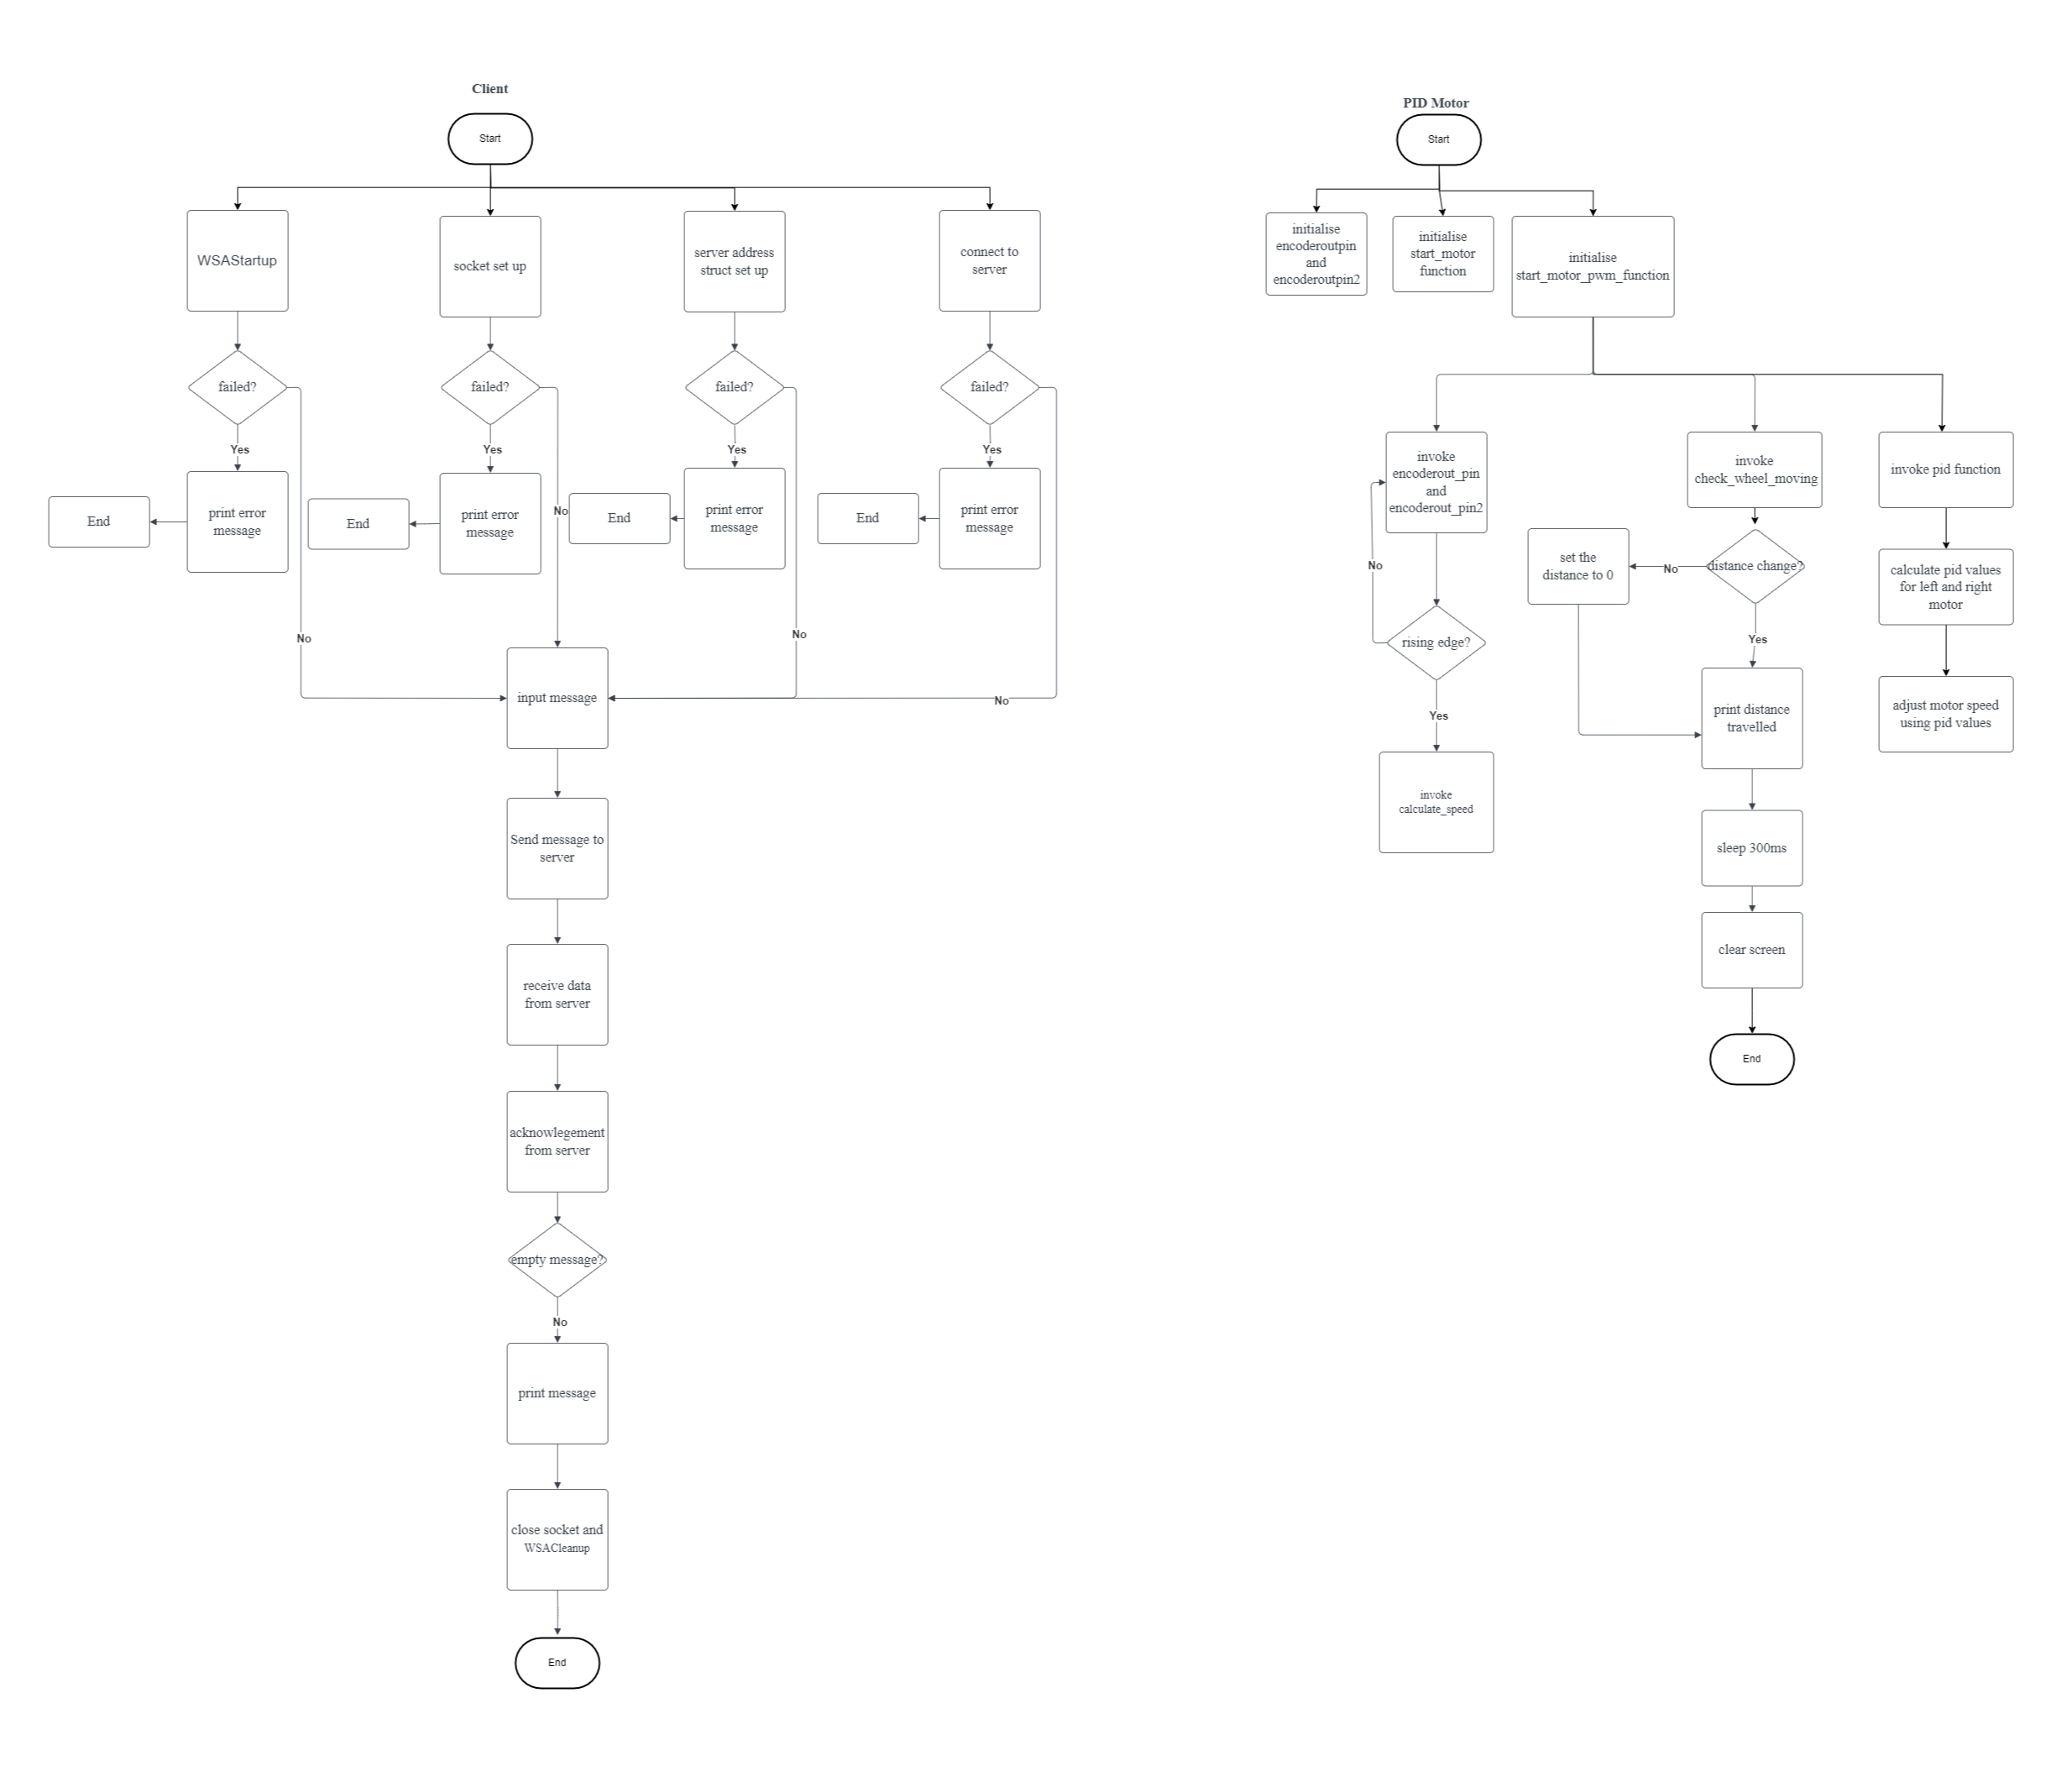 Client
Start
WSAStartup
socket set up
server address
struct set up
connect to
server
failed?
failed?
failed?
failed?
Yes
Yes
Yes
Yes
End
print error
message
End
print error
message
No
End
print error
message
End
print error
message
No
No
input message
No
Send message to
server
receive data
from server
acknowlegement
from server
empty message?
No
print message
close socket and
WSACleanup
End
PID Motor
Start
initialise
encoderoutpin
and
encoderoutpin2
initialise
start_motor
function
initialise
start_motor_pwm_function
invoke
encoderout_pin
and
encoderout_pin2
No
rising edge?
Yes
invoke
calculate_speed
invoke
check_wheel_moving
distance change?
No
set the
distance to 0
Yes
print distance
travelled
sleep 300ms
clear screen
End
invoke pid function
calculate pid values
for left and right
motor
adjust motor speed
using pid values